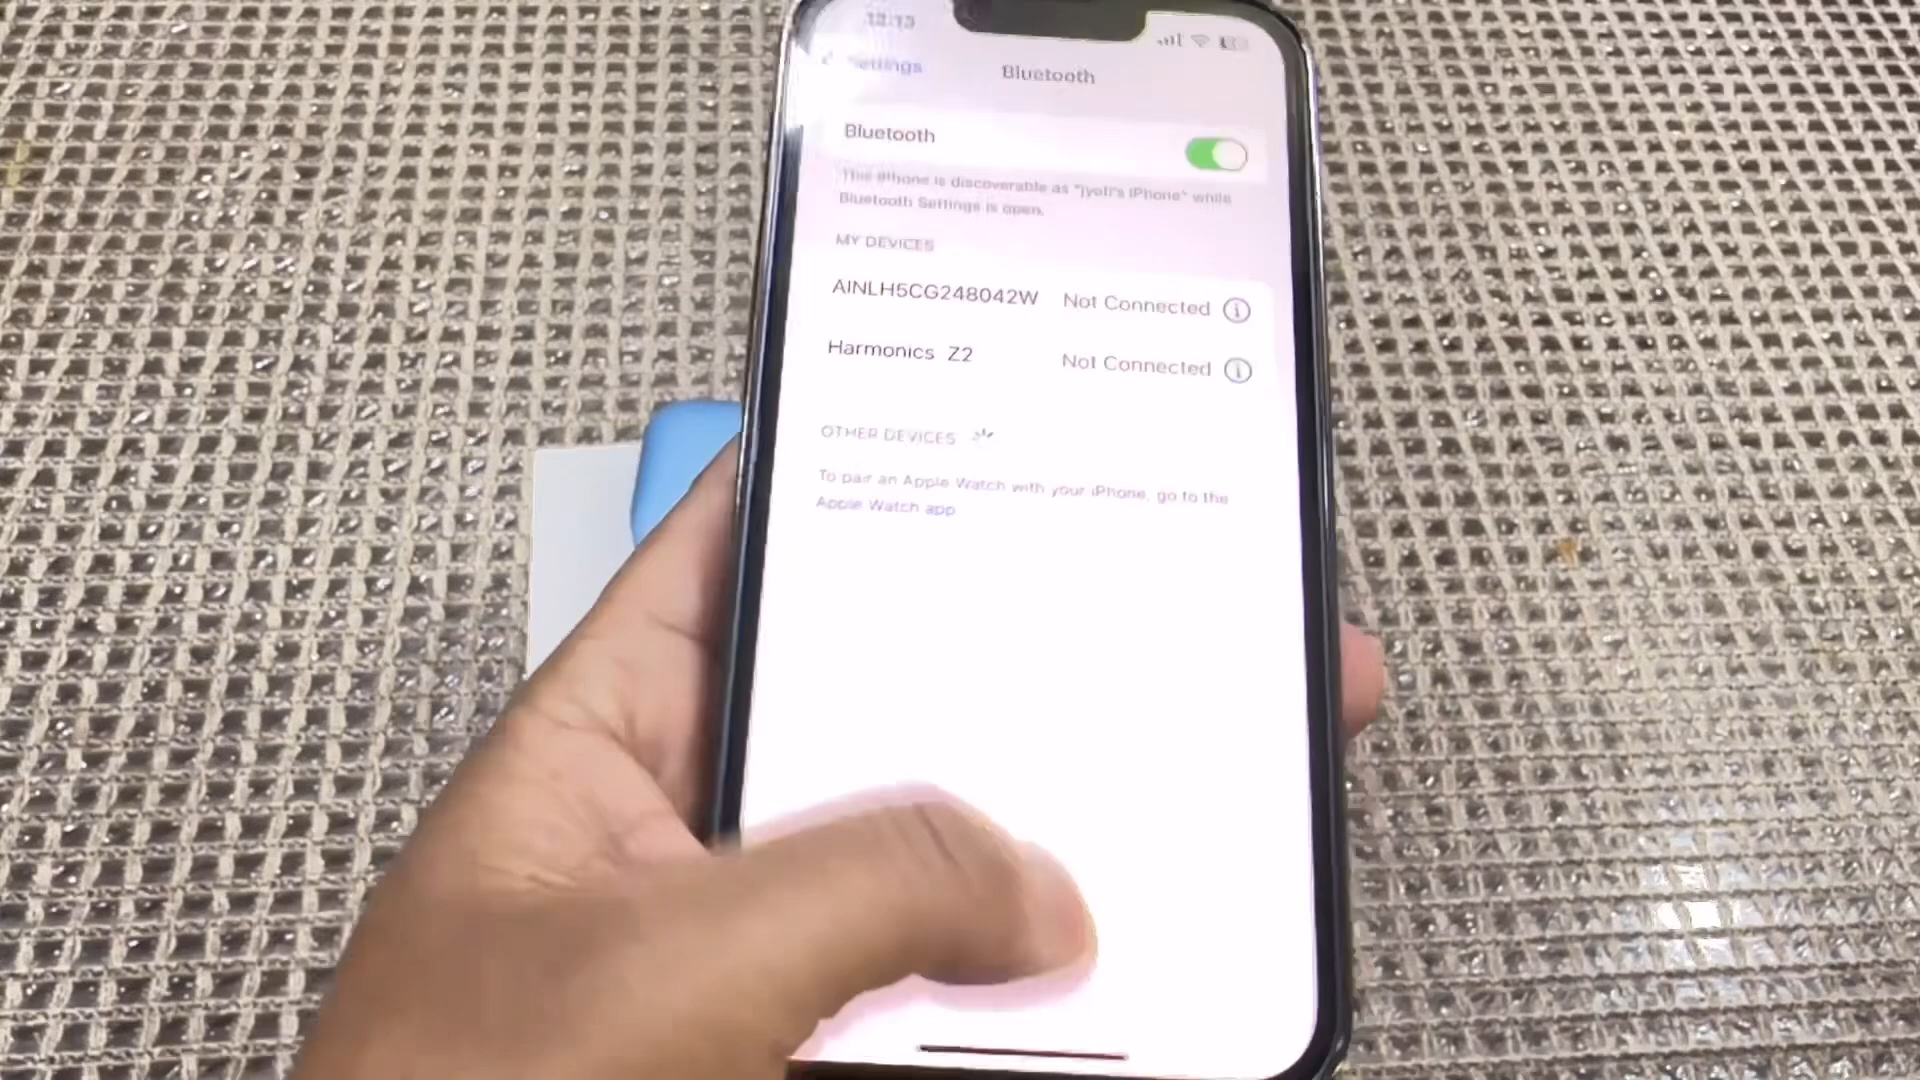 12:13
Settings
Bluetooth
Bluetooth
This iPhone is discoverable as "jyoti's iPhone" while
Bluetooth Settings is open.
MY DEVICES
AINLH5CG248042W Not Connected
Harmonics Z2 Not Connected
OTHER DEVICES
To pair an Apple Watch with your iPhone, go to the
Apple Watch app